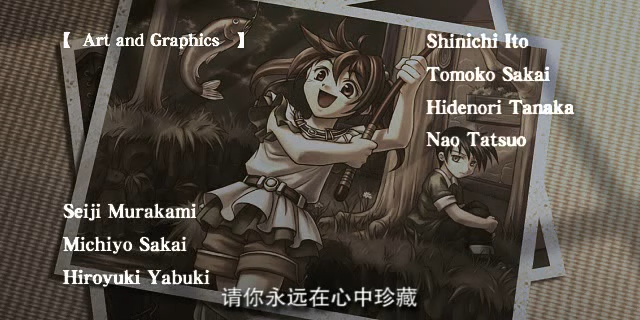 【 Art and Graphics 】
Shinichi Ito
Tomoko Sakai
Hidenori Tanaka
Nao Tatsuo
Seiji Murakami
Michiyo Sakai
Hiroyuki Yabuki
请你永远在心中珍藏